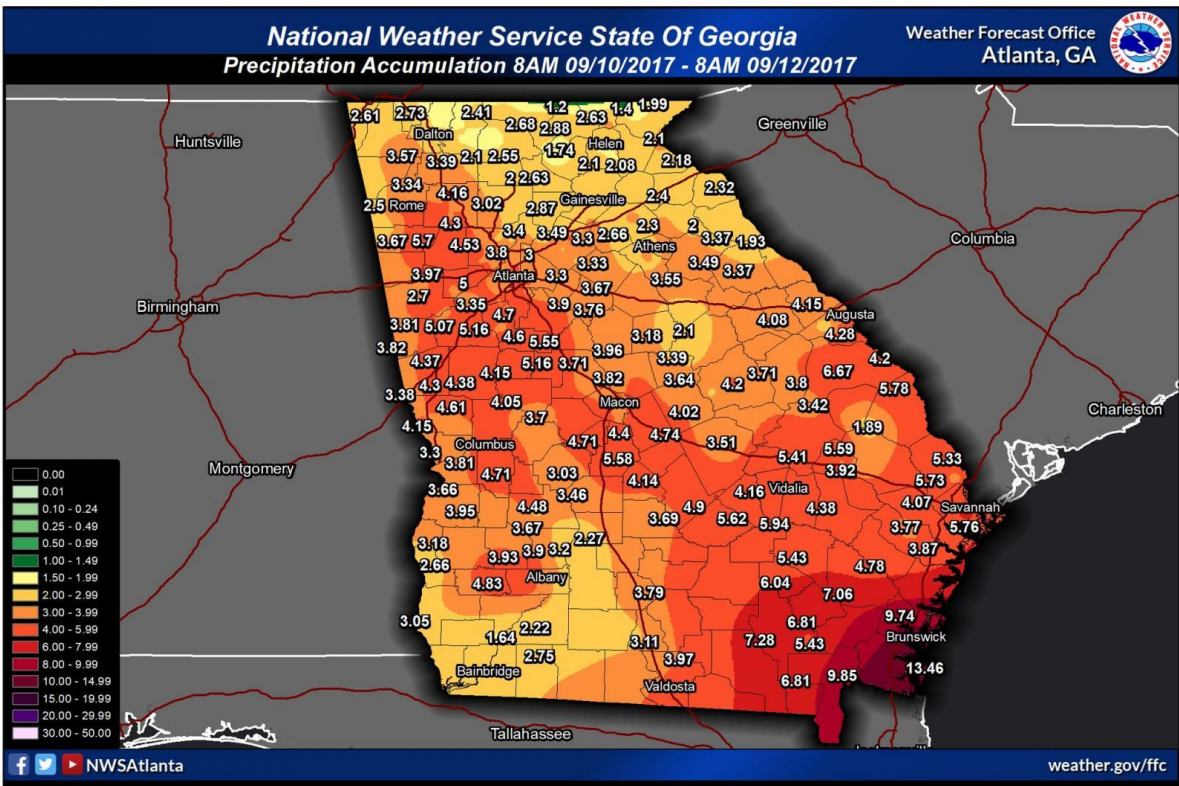 National Weather Service State Of Georgia
Precipitation Accumulation 8AM 09/10/2017 - 8AM 09/12/2017
Weather Forecast Office
Atlanta, GA
NATIONAL WEATHER SERVICE
2.61 2.73 2.41 1.2 2.63 1.4 1.99
Dalton 2.68 2.88 Helen 2.1
Huntsville
Greenville
3.57 3.39 2.1 2.55 1.74 2.1 2.08 2.18
3.34 4.16 2 2.63 2.4 2.32
2.5 Rome 3.02 2.87 Gainesville
4.3 3.4 3.49 3.3 2.66 2.3 2 3.37 1.93
3.67 5.7 4.53 3.8 3 Athens
Columbia
3.33 3.49 3.37
3.97 5 Atlanta 3.3 3.67 3.55
2.7 3.35 3.9 3.76 4.15
Birmingham
4.7 4.08 Augusta
3.81 5.07 5.16 4.6 5.55 3.18 2.1 4.28
3.82 4.37 5.16 3.71 3.96 3.39 4.2
4.15 3.82 3.64 4.2 3.71 3.8 6.67 5.78
3.38 4.3 4.38 4.05 Macon 3.42
Charleston
4.61 3.7 4.02
4.15 4.71 4.4 4.74 3.51 1.89
Columbus
3.3 3.81 5.58 5.41 5.59 5.33
Montgomery
4.71 3.03 4.14 3.92 5.73
3.66 3.46 4.16 Vidalia 4.07
3.95 4.48 3.69 4.9 5.62 5.94 4.38 Savannah
3.67 3.77 5.76
3.18 3.93 3.9 3.2 2.27 5.43 3.87
2.66 4.83 Albany 6.04 4.78
3.79 7.06
3.05 2.22 6.81 9.74
1.64 3.11 7.28 5.43 Brunswick
2.75 3.97 13.46
Bainbridge Valdosta 6.81 9.85
Tallahassee
0.00
0.01
0.10 - 0.24
0.25 - 0.49
0.50 - 0.99
1.00 - 1.49
1.50 - 1.99
2.00 - 2.99
3.00 - 3.99
4.00 - 5.99
6.00 - 7.99
8.00 - 9.99
10.00 - 14.99
15.00 - 19.99
20.00 - 29.99
30.00 - 50.00
NWSAtlanta
weather.gov/ffc